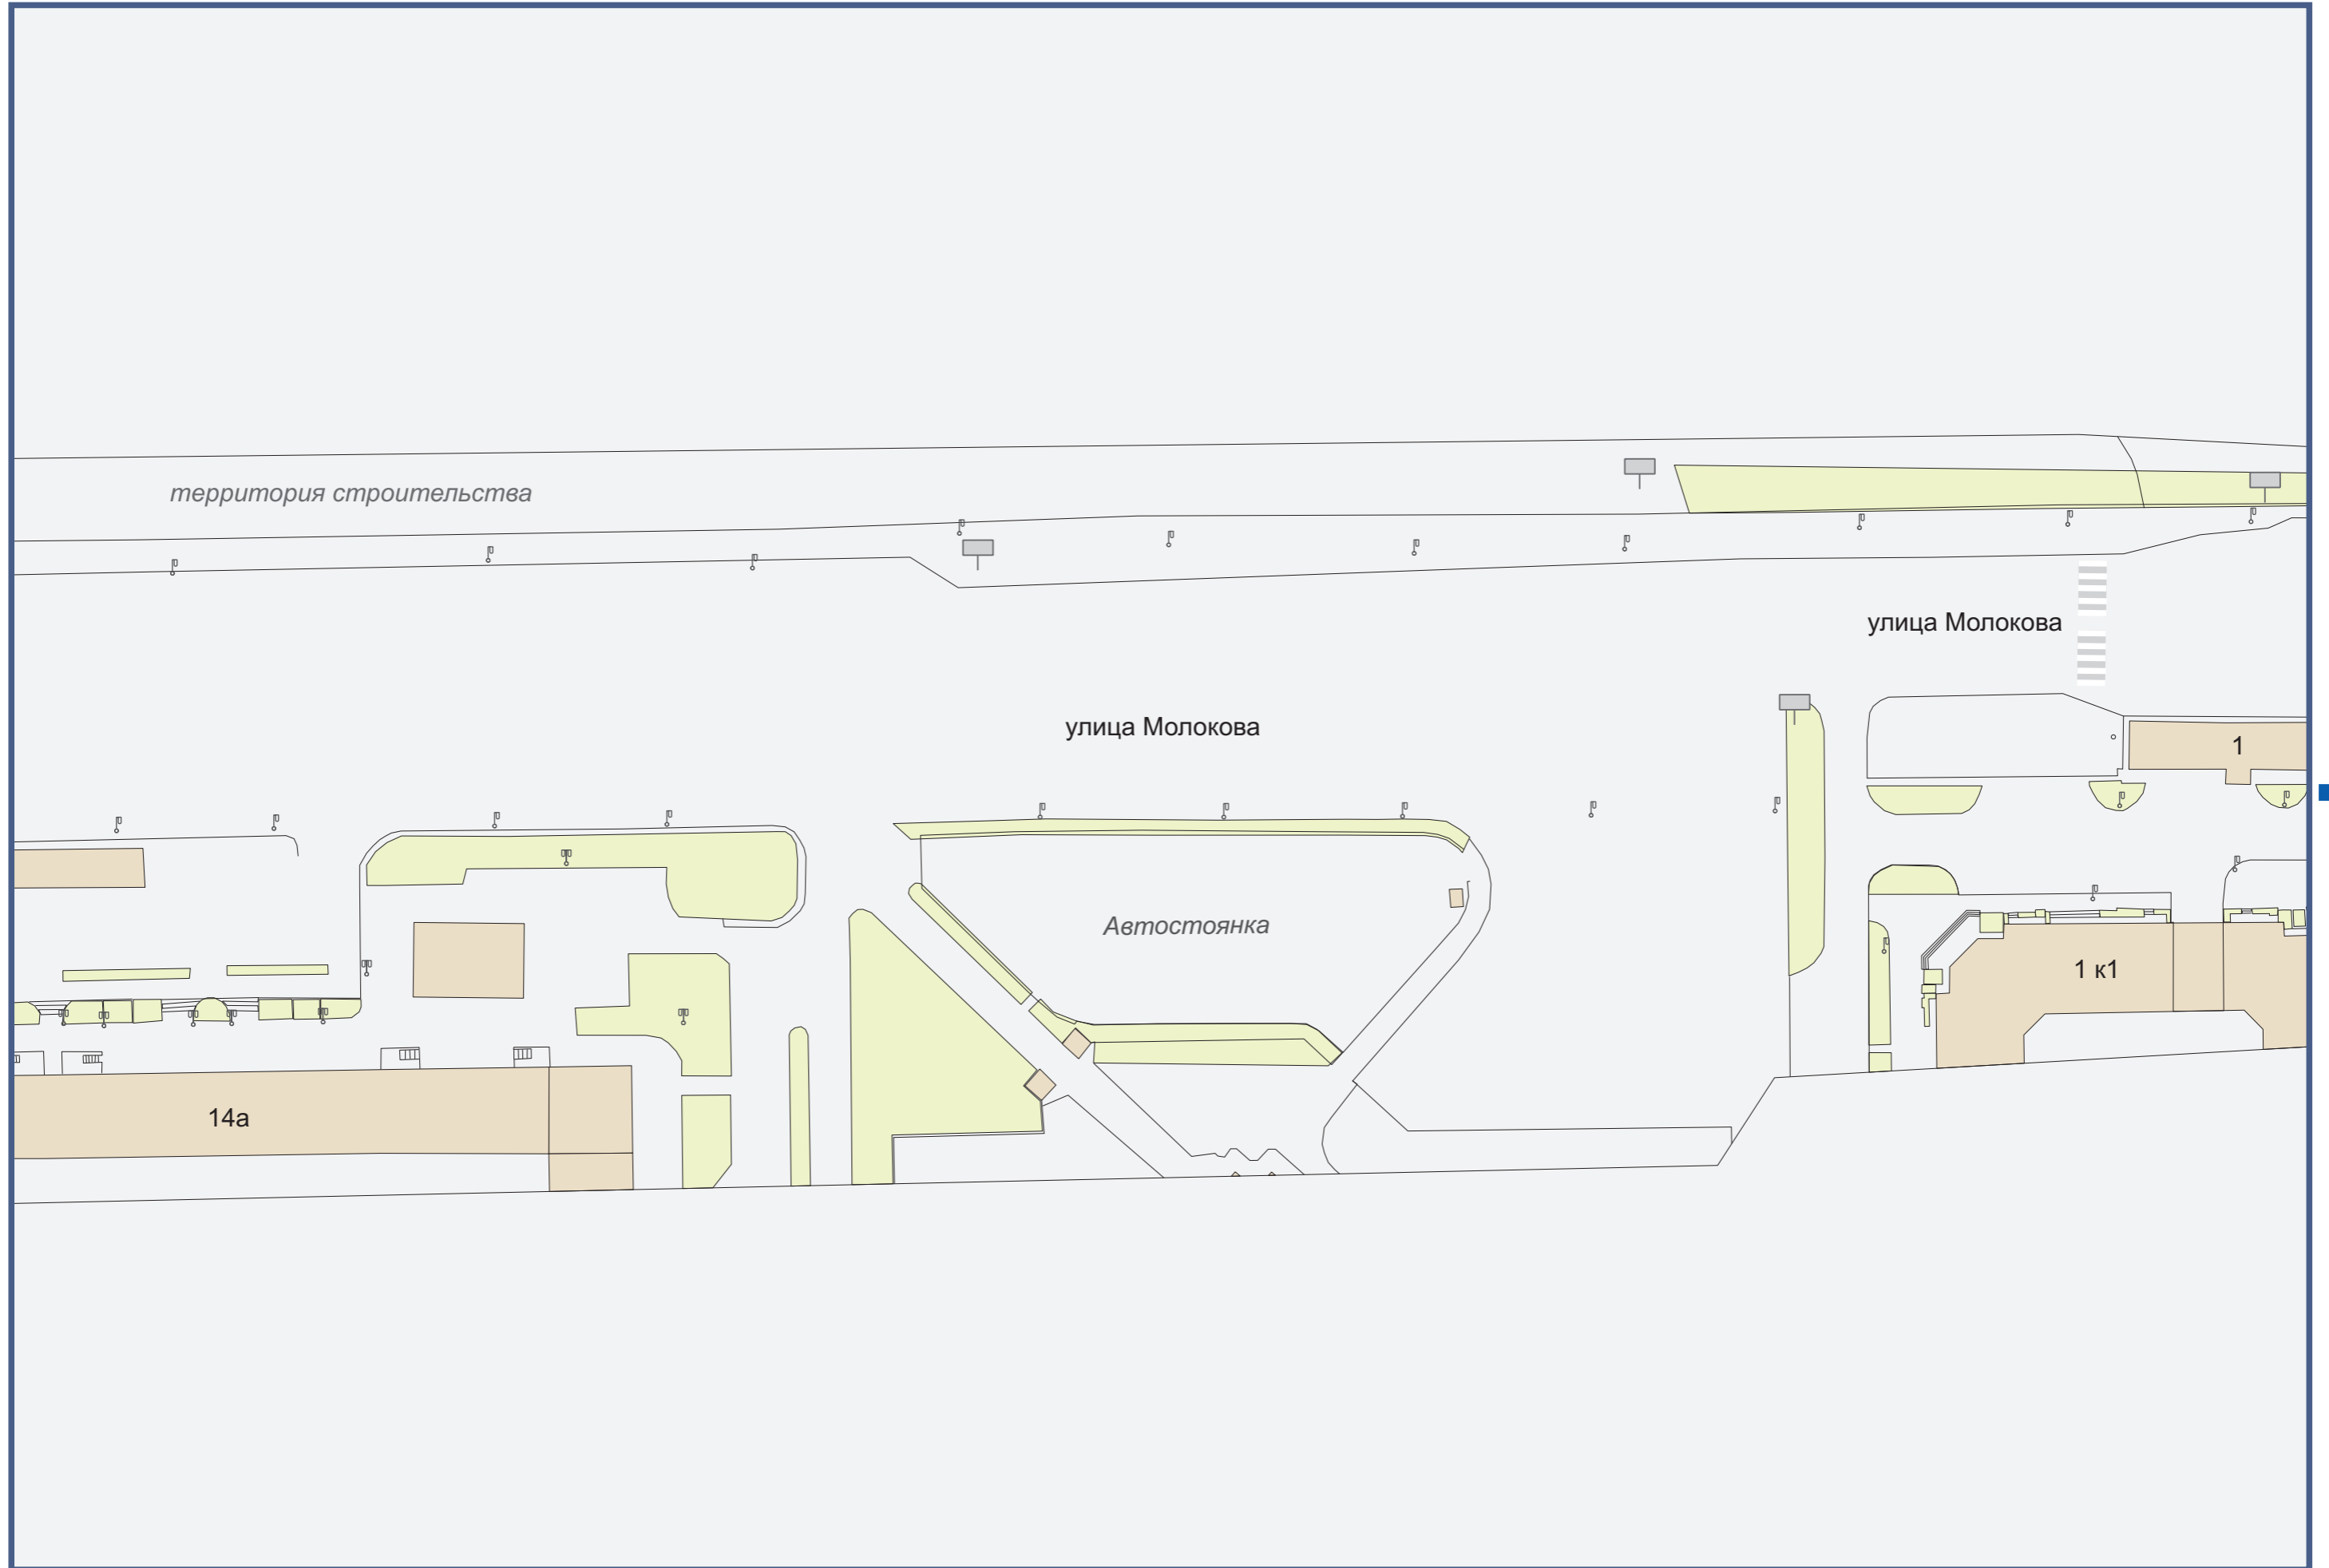 территория строительства
улица Молокова
улица Молокова
1
Автостоянка
1 к1
14а